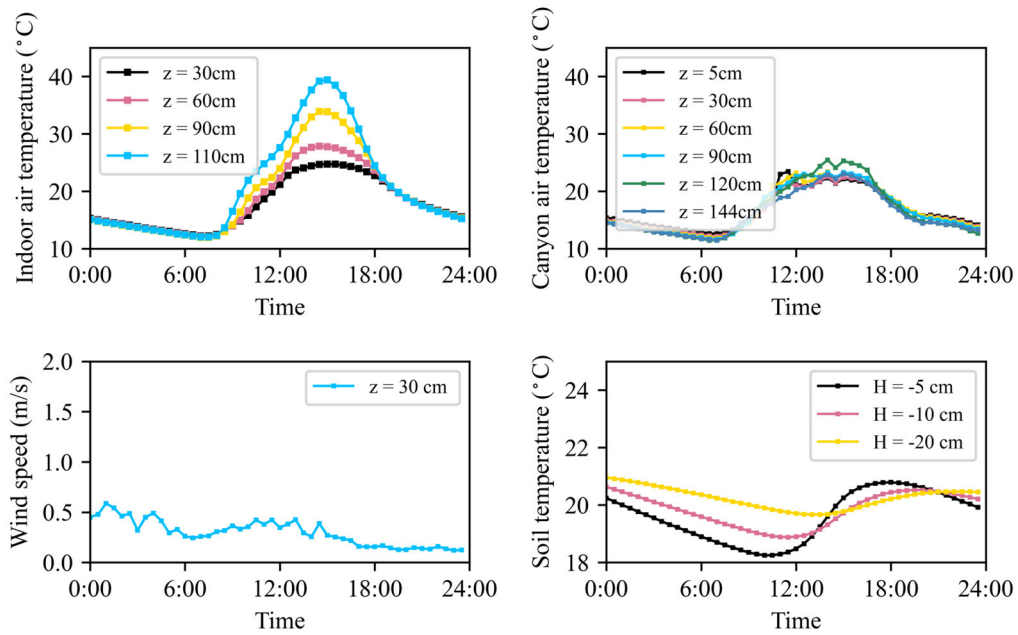 Indoor air temperature (°C)
40
30
20
10
z = 30cm
z = 60cm
z = 90cm
z = 110cm
0:00 6:00 12:00 18:00 24:00
Time
Canyon air temperature (°C)
40
30
20
10
z = 5cm
z = 30cm
z = 60cm
z = 90cm
z = 120cm
z = 144cm
0:00 6:00 12:00 18:00 24:00
Time
Wind speed (m/s)
2.0
1.5
1.0
0.5
0.0
z = 30 cm
0:00 6:00 12:00 18:00 24:00
Time
Soil temperature (°C)
24
22
20
18
H = -5 cm
H = -10 cm
H = -20 cm
0:00 6:00 12:00 18:00 24:00
Time